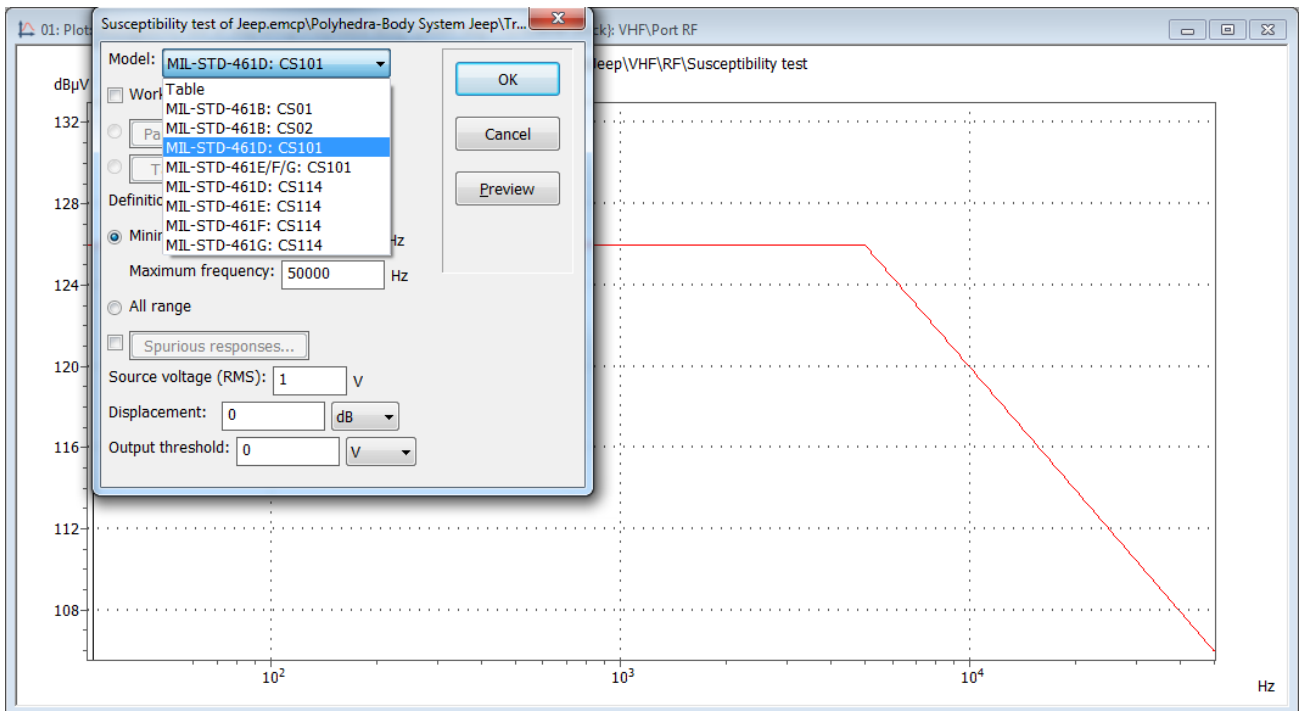 01: Plot
ck): VHF\Port RF
Susceptibility test of Jeep.emcp\Polyhedra-Body System Jeep\Tr...
eep\VHF\RF\Susceptibility test
Model: MIL-STD-461D: CS101
OK
Cancel
Preview
Table
MIL-STD-461B: CS01
MIL-STD-461B: CS02
MIL-STD-461D: CS101
MIL-STD-461E/F/G: CS101
MIL-STD-461D: CS114
MIL-STD-461E: CS114
MIL-STD-461F: CS114
MIL-STD-461G: CS114
Work
Pa
T
Definitio
Minir
Hz
Maximum frequency: 50000 Hz
All range
Spurious responses...
Source voltage (RMS): 1 V
Displacement: 0 dB
Output threshold: 0 V
dBµV
132
128
124
120
116
112
108
10²
10³
10⁴
Hz